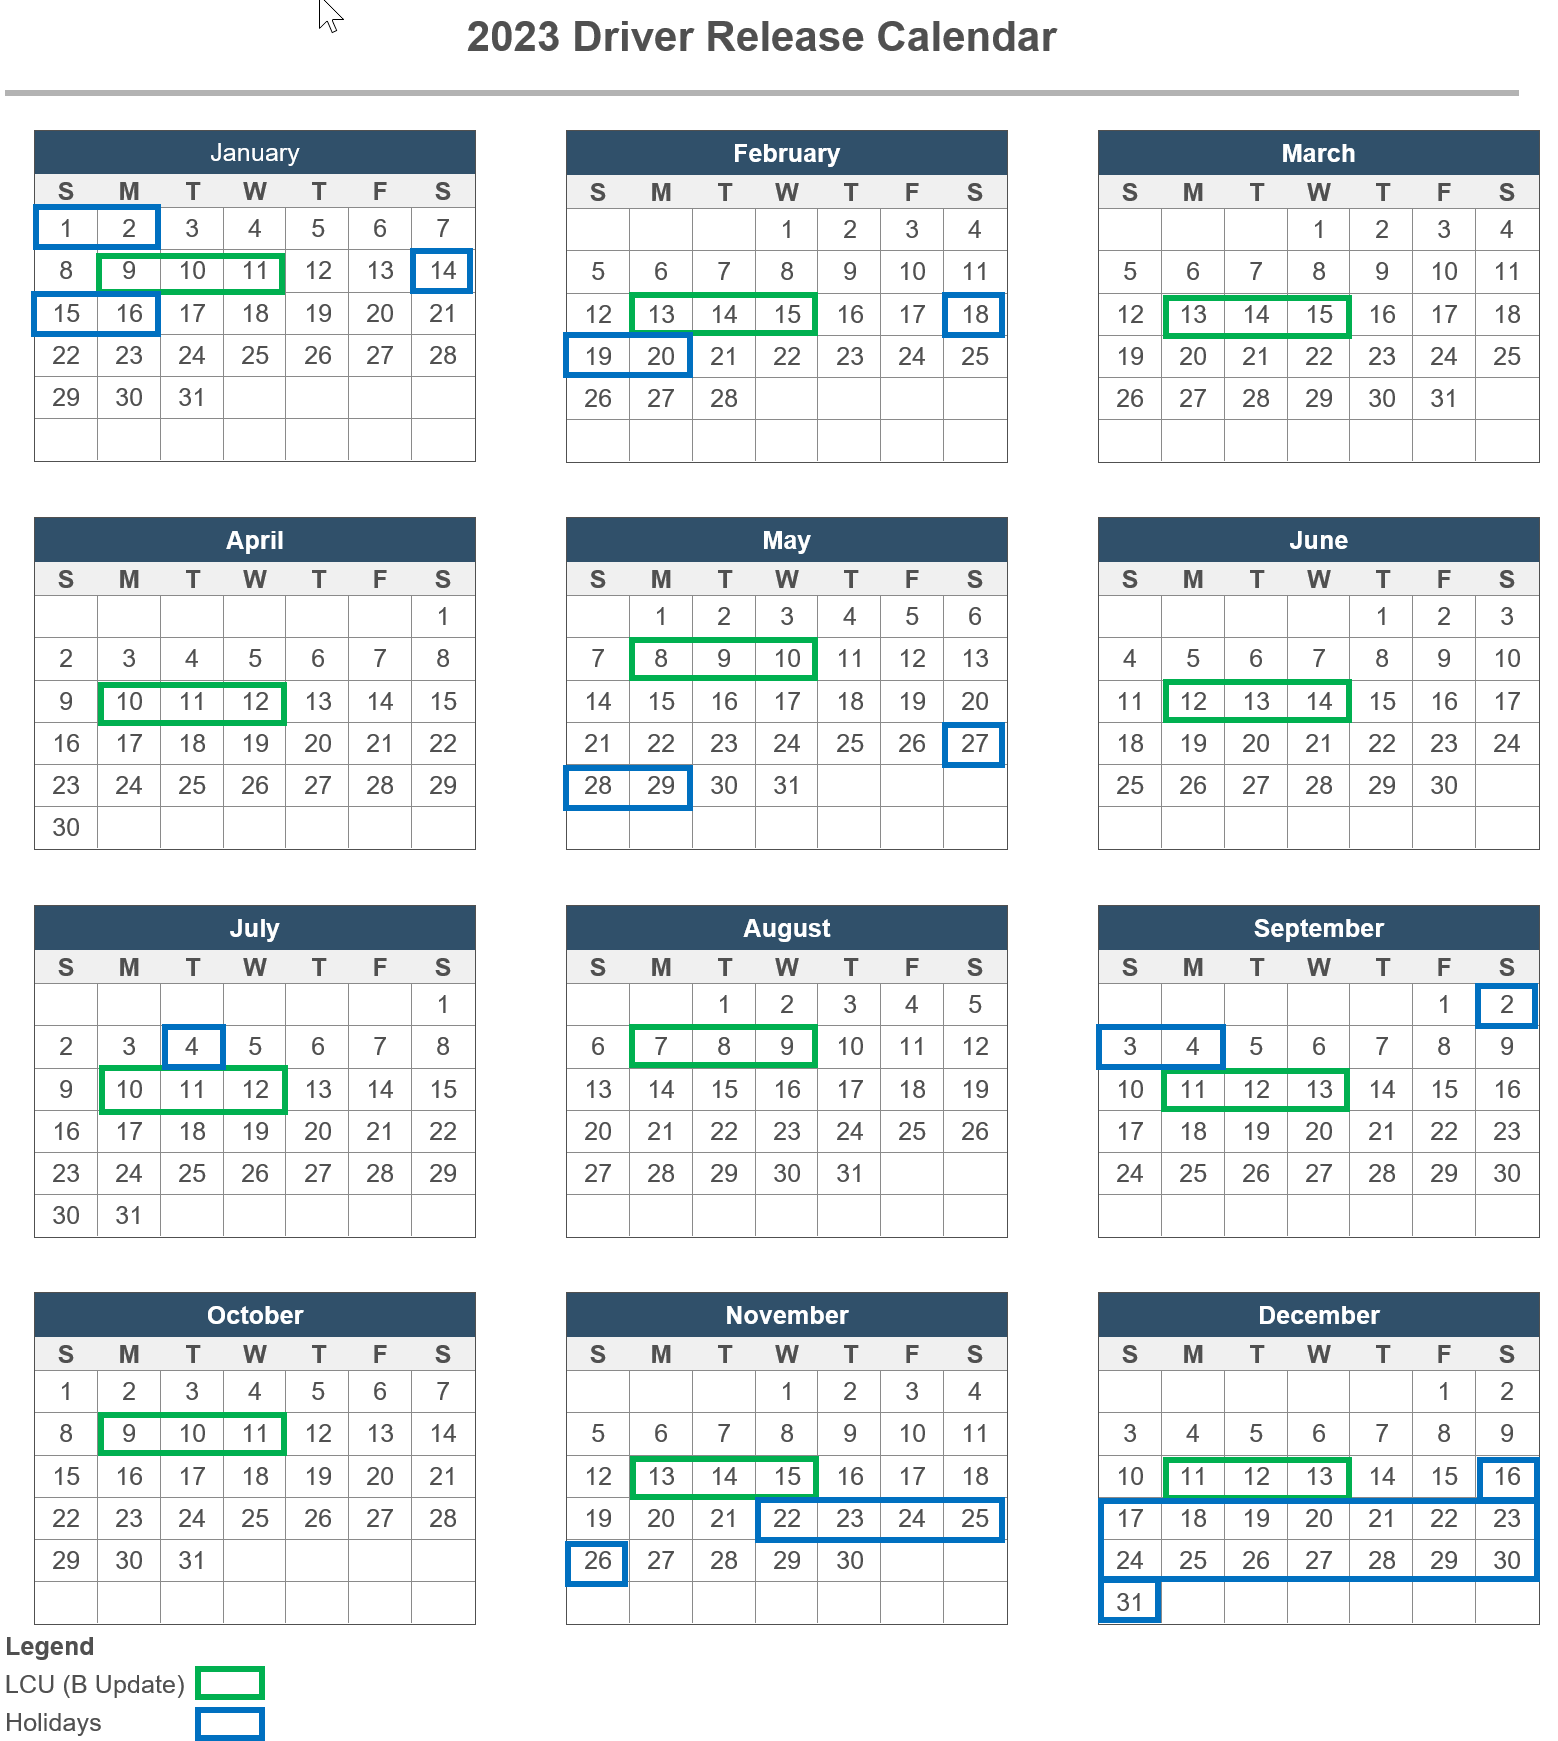 2023 Driver Release Calendar
January
S M T W T F S
1 2 3 4 5 6 7
8 9 10 11 12 13 14
15 16 17 18 19 20 21
22 23 24 25 26 27 28
29 30 31
February
S M T W T F S
1 2 3 4
5 6 7 8 9 10 11
12 13 14 15 16 17 18
19 20 21 22 23 24 25
26 27 28
March
S M T W T F S
1 2 3 4
5 6 7 8 9 10 11
12 13 14 15 16 17 18
19 20 21 22 23 24 25
26 27 28 29 30 31
April
S M T W T F S
1
2 3 4 5 6 7 8
9 10 11 12 13 14 15
16 17 18 19 20 21 22
23 24 25 26 27 28 29
30
May
S M T W T F S
1 2 3 4 5 6
7 8 9 10 11 12 13
14 15 16 17 18 19 20
21 22 23 24 25 26 27
28 29 30 31
June
S M T W T F S
1 2 3
4 5 6 7 8 9 10
11 12 13 14 15 16 17
18 19 20 21 22 23 24
25 26 27 28 29 30
July
S M T W T F S
1
2 3 4 5 6 7 8
9 10 11 12 13 14 15
16 17 18 19 20 21 22
23 24 25 26 27 28 29
30 31
August
S M T W T F S
1 2 3 4 5
6 7 8 9 10 11 12
13 14 15 16 17 18 19
20 21 22 23 24 25 26
27 28 29 30 31
September
S M T W T F S
1 2
3 4 5 6 7 8 9
10 11 12 13 14 15 16
17 18 19 20 21 22 23
24 25 26 27 28 29 30
October
S M T W T F S
1 2 3 4 5 6 7
8 9 10 11 12 13 14
15 16 17 18 19 20 21
22 23 24 25 26 27 28
29 30 31
November
S M T W T F S
1 2 3 4
5 6 7 8 9 10 11
12 13 14 15 16 17 18
19 20 21 22 23 24 25
26 27 28 29 30
December
S M T W T F S
1 2
3 4 5 6 7 8 9
10 11 12 13 14 15 16
17 18 19 20 21 22 23
24 25 26 27 28 29 30
31
Legend
LCU (B Update)
Holidays